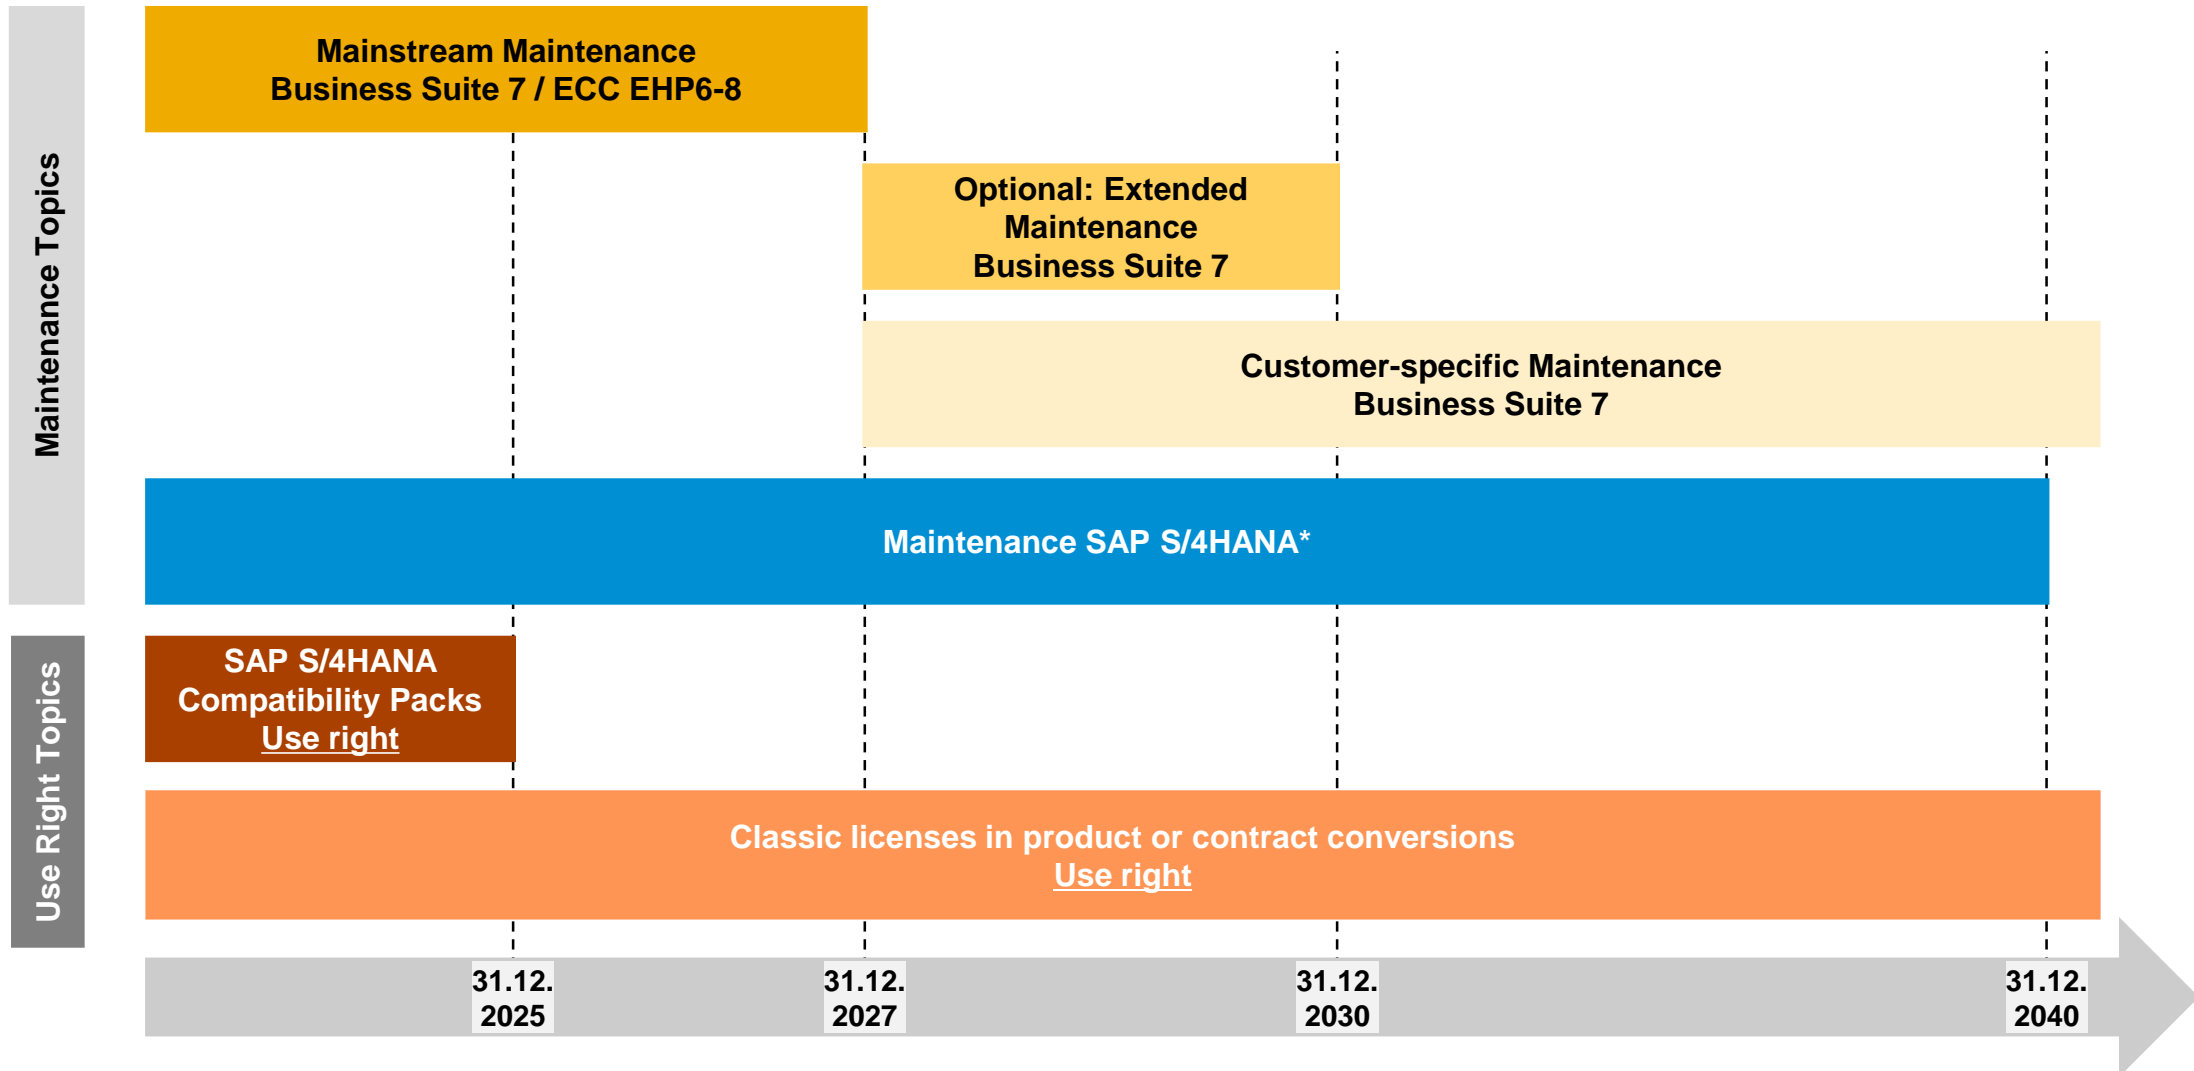 Maintenance Topics
Mainstream Maintenance
Business Suite 7 / ECC EHP6-8
Optional: Extended
Maintenance
Business Suite 7
Customer-specific Maintenance
Business Suite 7
Maintenance SAP S/4HANA*
Use Right Topics
SAP S/4HANA
Compatibility Packs
Use right
Classic licenses in product or contract conversions
Use right
31.12.
2025
31.12.
2027
31.12.
2030
31.12.
2040